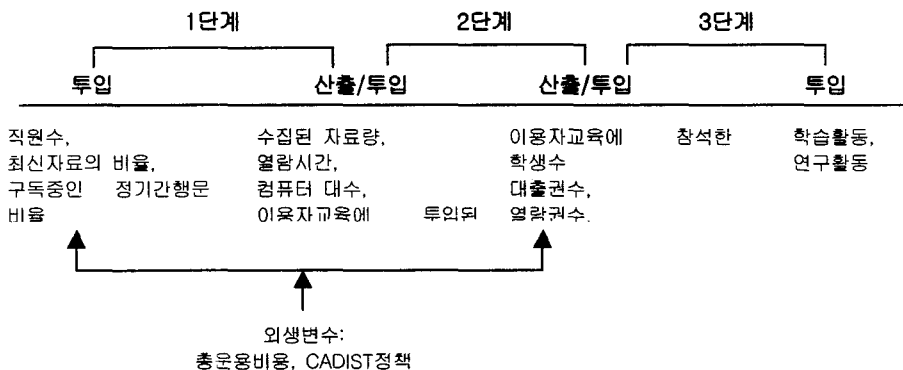 1단계 2단계 3단계
투입 산출/투입 산출/투입 투입
직원수, 수집된 자료량, 이용자교육에 참석한 학습활동,
최신자료의 비율, 열람시간, 학생수 연구활동
구독중인 정기간행문 컴퓨터 대수, 대출권수,
비율 이용자교육에 투입된 열람권수.
외생변수:
총운용비용, CADIST정책